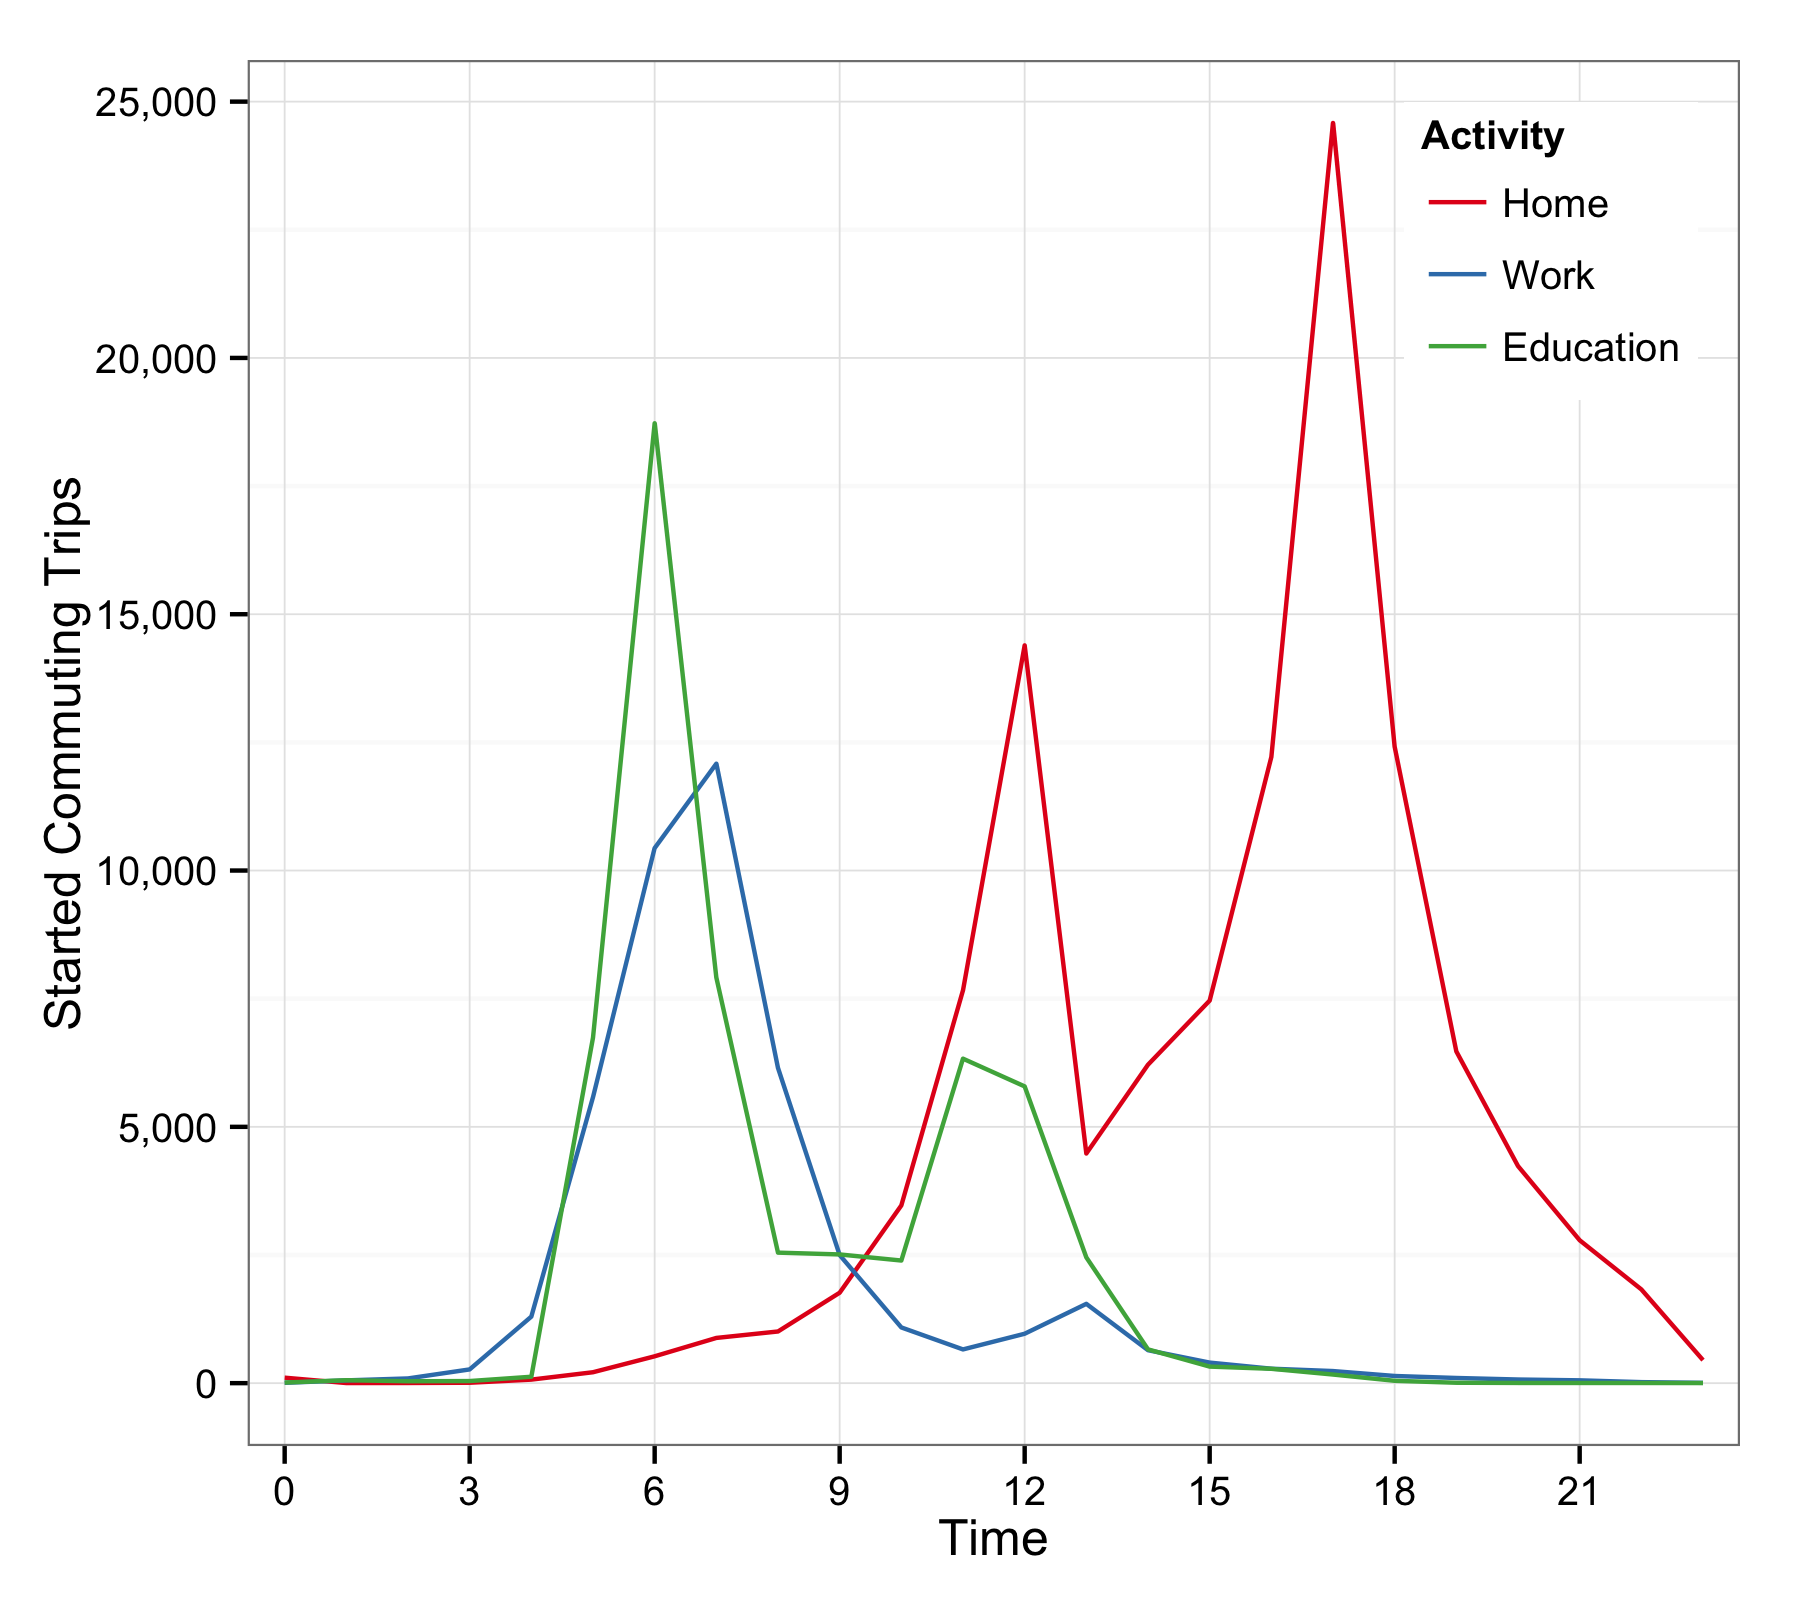 25,000
20,000
15,000
10,000
5,000
0
Started Commuting Trips
Activity
Home
Work
Education
0 3 6 9 12 15 18 21
Time